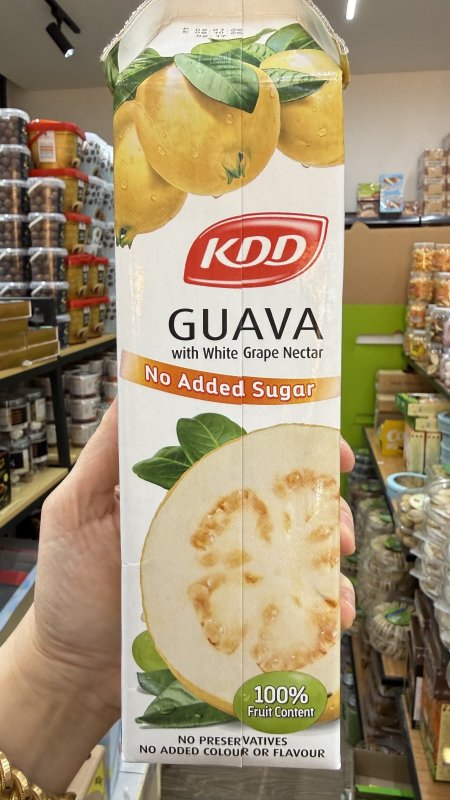 KDD
GUAVA
with White Grape Nectar
No Added Sugar
100%
Fruit Content
NO PRESERVATIVES
NO ADDED COLOUR OR FLAVOUR